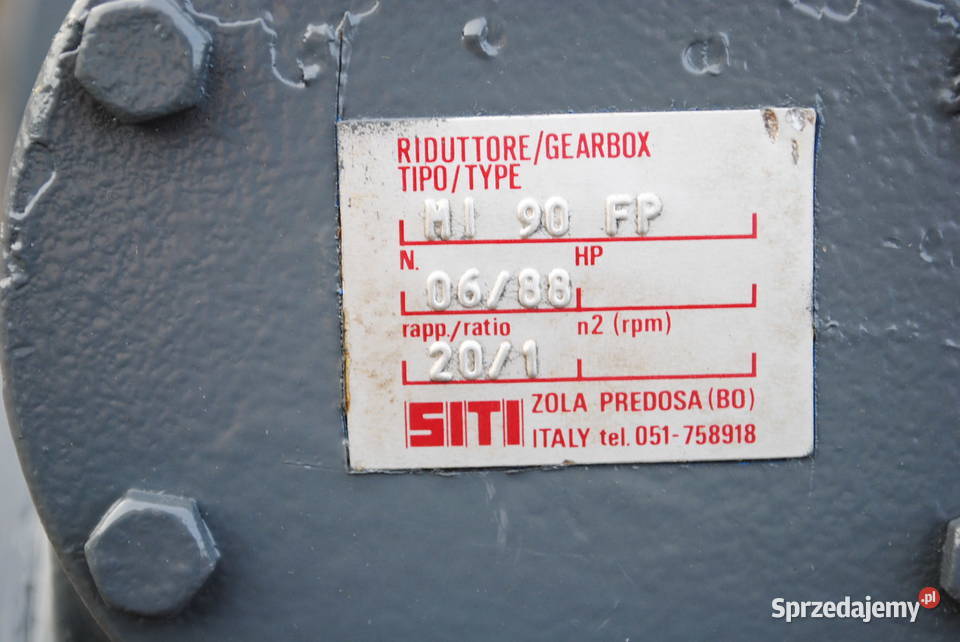 RIDUTTORE/GEARBOX
TIPO/TYPE
MI 90 FP
N. HP
06/88
rapp./ratio n2 (rpm)
20/1
SITI ZOLA PREDOSA (BO)
ITALY tel. 051-758918
Sprzedajemy.pl